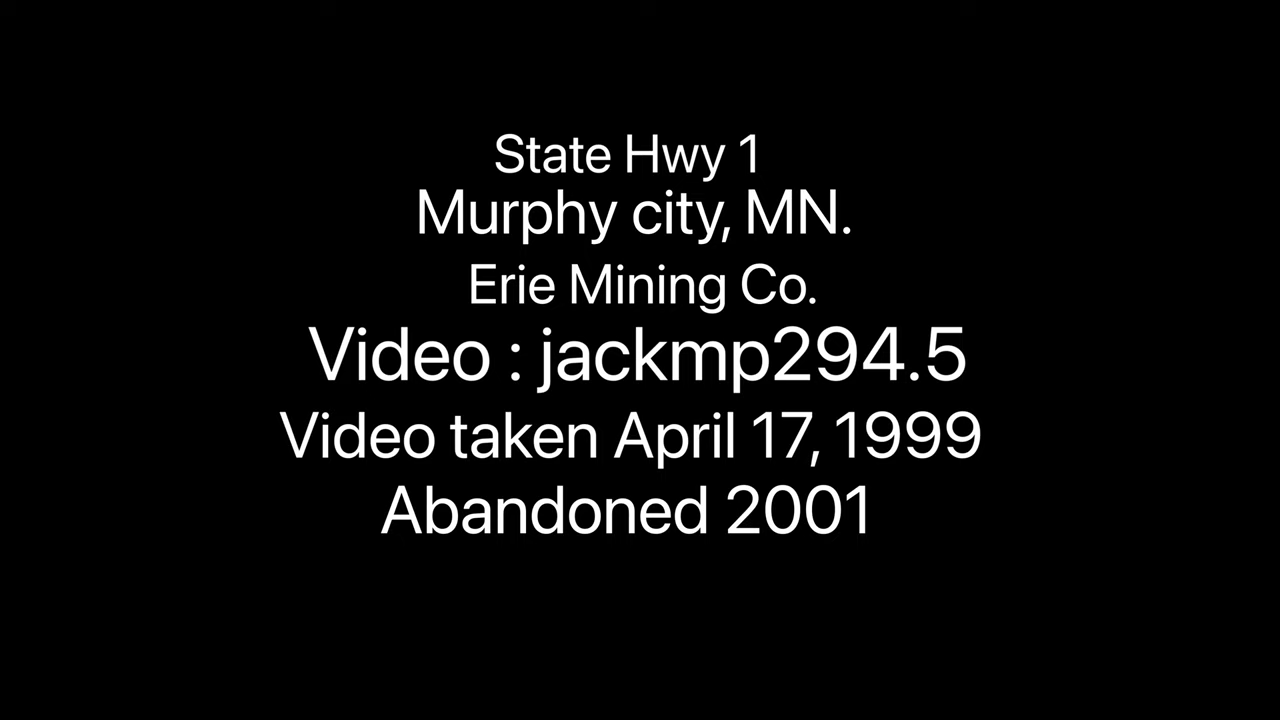 State Hwy 1
Murphy city, MN.
Erie Mining Co.
Video : jackmp294.5
Video taken April 17, 1999
Abandoned 2001